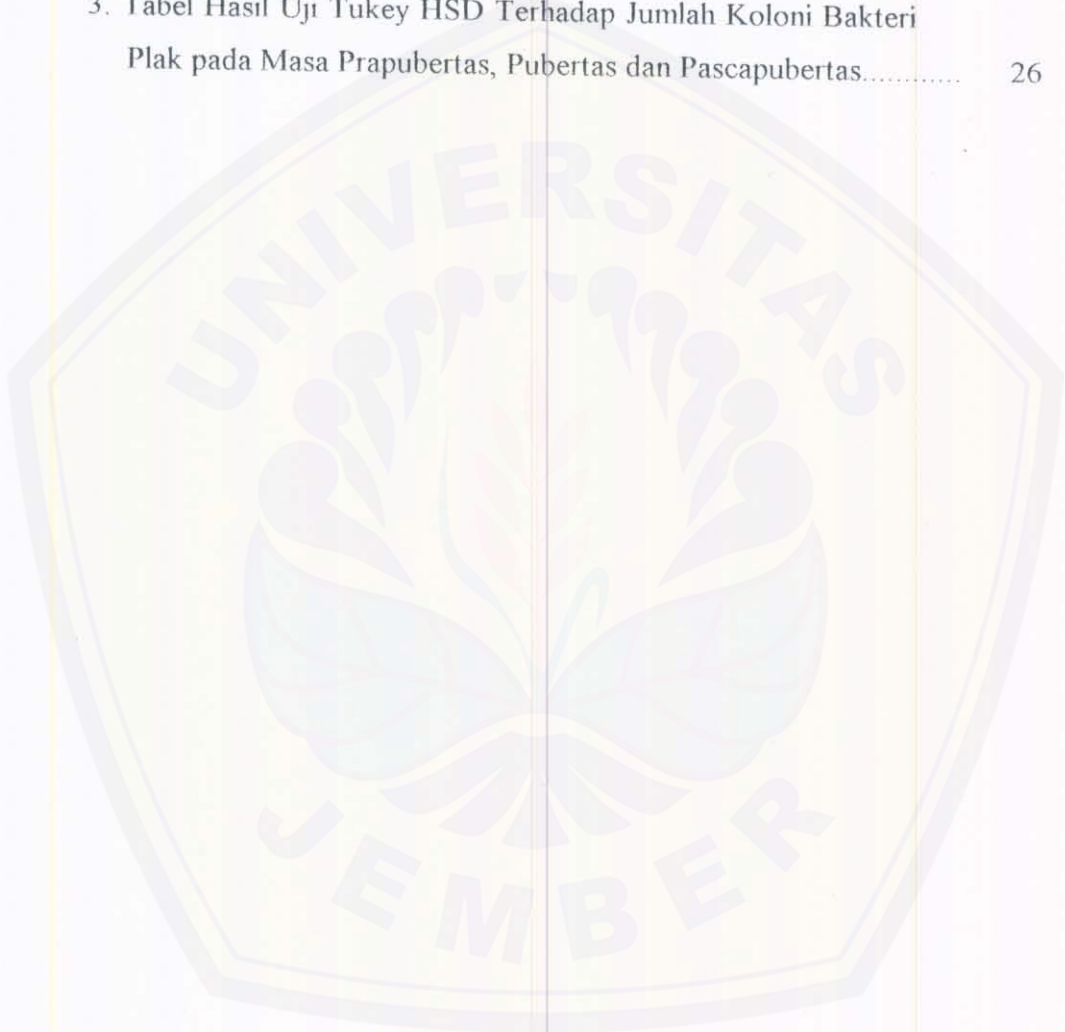 3. Tabel Hasil Uji Tukey HSD Terhadap Jumlah Koloni Bakteri
Plak pada Masa Prapubertas, Pubertas dan Pascapubertas............ 26
UNIVERSITAS
JEMBER